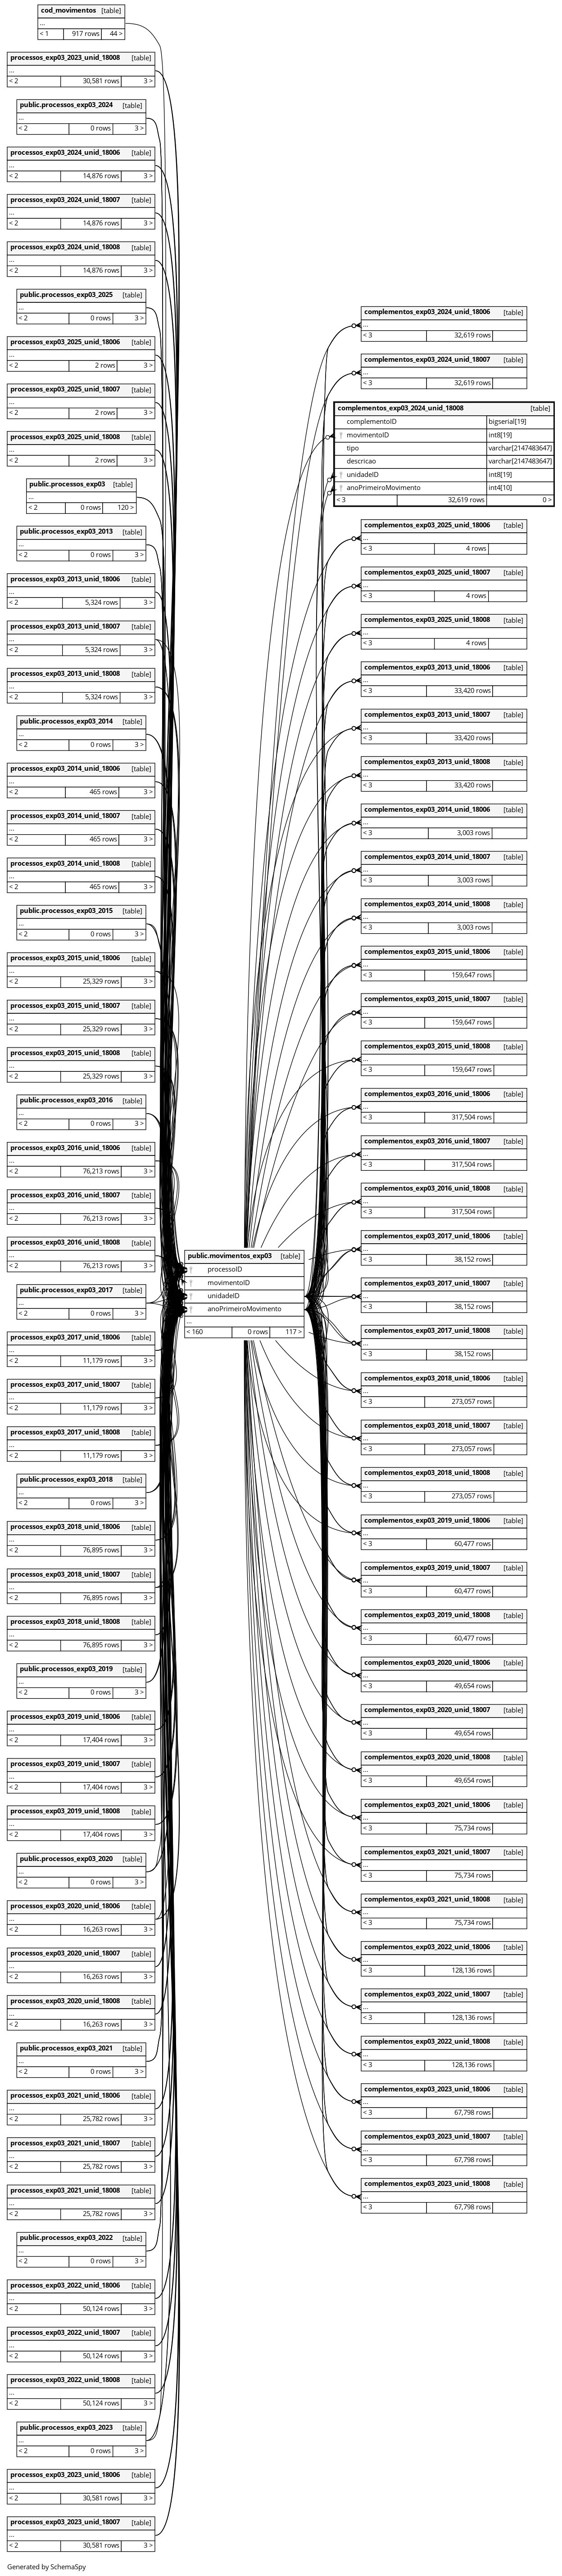 cod_movimentos [table]
...
< 1 917 rows 44 >
processos_exp03_2023_unid_18008 [table]
...
< 2 30,581 rows 3 >
public.processos_exp03_2024 [table]
...
< 2 0 rows 3 >
processos_exp03_2024_unid_18006 [table]
...
< 2 14,876 rows 3 >
processos_exp03_2024_unid_18007 [table]
...
< 2 14,876 rows 3 >
processos_exp03_2024_unid_18008 [table]
...
< 2 14,876 rows 3 >
public.processos_exp03_2025 [table]
...
< 2 0 rows 3 >
processos_exp03_2025_unid_18006 [table]
...
< 2 2 rows 3 >
processos_exp03_2025_unid_18007 [table]
...
< 2 2 rows 3 >
processos_exp03_2025_unid_18008 [table]
...
< 2 2 rows 3 >
public.processos_exp03 [table]
...
< 2 0 rows 120 >
public.processos_exp03_2013 [table]
...
< 2 0 rows 3 >
processos_exp03_2013_unid_18006 [table]
...
< 2 5,324 rows 3 >
processos_exp03_2013_unid_18007 [table]
...
< 2 5,324 rows 3 >
processos_exp03_2013_unid_18008 [table]
...
< 2 5,324 rows 3 >
public.processos_exp03_2014 [table]
...
< 2 0 rows 3 >
processos_exp03_2014_unid_18006 [table]
...
< 2 465 rows 3 >
processos_exp03_2014_unid_18007 [table]
...
< 2 465 rows 3 >
processos_exp03_2014_unid_18008 [table]
...
< 2 465 rows 3 >
public.processos_exp03_2015 [table]
...
< 2 0 rows 3 >
processos_exp03_2015_unid_18006 [table]
...
< 2 25,329 rows 3 >
processos_exp03_2015_unid_18007 [table]
...
< 2 25,329 rows 3 >
processos_exp03_2015_unid_18008 [table]
...
< 2 25,329 rows 3 >
public.processos_exp03_2016 [table]
...
< 2 0 rows 3 >
processos_exp03_2016_unid_18006 [table]
...
< 2 76,213 rows 3 >
processos_exp03_2016_unid_18007 [table]
...
< 2 76,213 rows 3 >
processos_exp03_2016_unid_18008 [table]
...
< 2 76,213 rows 3 >
public.processos_exp03_2017 [table]
...
< 2 0 rows 3 >
processos_exp03_2017_unid_18006 [table]
...
< 2 11,179 rows 3 >
processos_exp03_2017_unid_18007 [table]
...
< 2 11,179 rows 3 >
processos_exp03_2017_unid_18008 [table]
...
< 2 11,179 rows 3 >
public.processos_exp03_2018 [table]
...
< 2 0 rows 3 >
processos_exp03_2018_unid_18006 [table]
...
< 2 76,895 rows 3 >
processos_exp03_2018_unid_18007 [table]
...
< 2 76,895 rows 3 >
processos_exp03_2018_unid_18008 [table]
...
< 2 76,895 rows 3 >
public.processos_exp03_2019 [table]
...
< 2 0 rows 3 >
processos_exp03_2019_unid_18006 [table]
...
< 2 17,404 rows 3 >
processos_exp03_2019_unid_18007 [table]
...
< 2 17,404 rows 3 >
processos_exp03_2019_unid_18008 [table]
...
< 2 17,404 rows 3 >
public.processos_exp03_2020 [table]
...
< 2 0 rows 3 >
processos_exp03_2020_unid_18006 [table]
...
< 2 16,263 rows 3 >
processos_exp03_2020_unid_18007 [table]
...
< 2 16,263 rows 3 >
processos_exp03_2020_unid_18008 [table]
...
< 2 16,263 rows 3 >
public.processos_exp03_2021 [table]
...
< 2 0 rows 3 >
processos_exp03_2021_unid_18006 [table]
...
< 2 25,782 rows 3 >
processos_exp03_2021_unid_18007 [table]
...
< 2 25,782 rows 3 >
processos_exp03_2021_unid_18008 [table]
...
< 2 25,782 rows 3 >
public.processos_exp03_2022 [table]
...
< 2 0 rows 3 >
processos_exp03_2022_unid_18006 [table]
...
< 2 50,124 rows 3 >
processos_exp03_2022_unid_18007 [table]
...
< 2 50,124 rows 3 >
processos_exp03_2022_unid_18008 [table]
...
< 2 50,124 rows 3 >
public.processos_exp03_2023 [table]
...
< 2 0 rows 3 >
processos_exp03_2023_unid_18006 [table]
...
< 2 30,581 rows 3 >
processos_exp03_2023_unid_18007 [table]
...
< 2 30,581 rows 3 >
public.movimentos_exp03 [table]
processoID
movimentoID
unidadeID
anoPrimeiroMovimento
...
< 160 0 rows 117 >
complementos_exp03_2024_unid_18006 [table]
...
< 3 32,619 rows
complementos_exp03_2024_unid_18007 [table]
...
< 3 32,619 rows
complementos_exp03_2024_unid_18008 [table]
complementoID bigserial[19]
movimentoID int8[19]
tipo varchar[2147483647]
descricao varchar[2147483647]
unidadeID int8[19]
anoPrimeiroMovimento int4[10]
< 3 32,619 rows 0 >
complementos_exp03_2025_unid_18006 [table]
...
< 3 4 rows
complementos_exp03_2025_unid_18007 [table]
...
< 3 4 rows
complementos_exp03_2025_unid_18008 [table]
...
< 3 4 rows
complementos_exp03_2013_unid_18006 [table]
...
< 3 33,420 rows
complementos_exp03_2013_unid_18007 [table]
...
< 3 33,420 rows
complementos_exp03_2013_unid_18008 [table]
...
< 3 33,420 rows
complementos_exp03_2014_unid_18006 [table]
...
< 3 3,003 rows
complementos_exp03_2014_unid_18007 [table]
...
< 3 3,003 rows
complementos_exp03_2014_unid_18008 [table]
...
< 3 3,003 rows
complementos_exp03_2015_unid_18006 [table]
...
< 3 159,647 rows
complementos_exp03_2015_unid_18007 [table]
...
< 3 159,647 rows
complementos_exp03_2015_unid_18008 [table]
...
< 3 159,647 rows
complementos_exp03_2016_unid_18006 [table]
...
< 3 317,504 rows
complementos_exp03_2016_unid_18007 [table]
...
< 3 317,504 rows
complementos_exp03_2016_unid_18008 [table]
...
< 3 317,504 rows
complementos_exp03_2017_unid_18006 [table]
...
< 3 38,152 rows
complementos_exp03_2017_unid_18007 [table]
...
< 3 38,152 rows
complementos_exp03_2017_unid_18008 [table]
...
< 3 38,152 rows
complementos_exp03_2018_unid_18006 [table]
...
< 3 273,057 rows
complementos_exp03_2018_unid_18007 [table]
...
< 3 273,057 rows
complementos_exp03_2018_unid_18008 [table]
...
< 3 273,057 rows
complementos_exp03_2019_unid_18006 [table]
...
< 3 60,477 rows
complementos_exp03_2019_unid_18007 [table]
...
< 3 60,477 rows
complementos_exp03_2019_unid_18008 [table]
...
< 3 60,477 rows
complementos_exp03_2020_unid_18006 [table]
...
< 3 49,654 rows
complementos_exp03_2020_unid_18007 [table]
...
< 3 49,654 rows
complementos_exp03_2020_unid_18008 [table]
...
< 3 49,654 rows
complementos_exp03_2021_unid_18006 [table]
...
< 3 75,734 rows
complementos_exp03_2021_unid_18007 [table]
...
< 3 75,734 rows
complementos_exp03_2021_unid_18008 [table]
...
< 3 75,734 rows
complementos_exp03_2022_unid_18006 [table]
...
< 3 128,136 rows
complementos_exp03_2022_unid_18007 [table]
...
< 3 128,136 rows
complementos_exp03_2022_unid_18008 [table]
...
< 3 128,136 rows
complementos_exp03_2023_unid_18006 [table]
...
< 3 67,798 rows
complementos_exp03_2023_unid_18007 [table]
...
< 3 67,798 rows
complementos_exp03_2023_unid_18008 [table]
...
< 3 67,798 rows
Generated by SchemaSpy